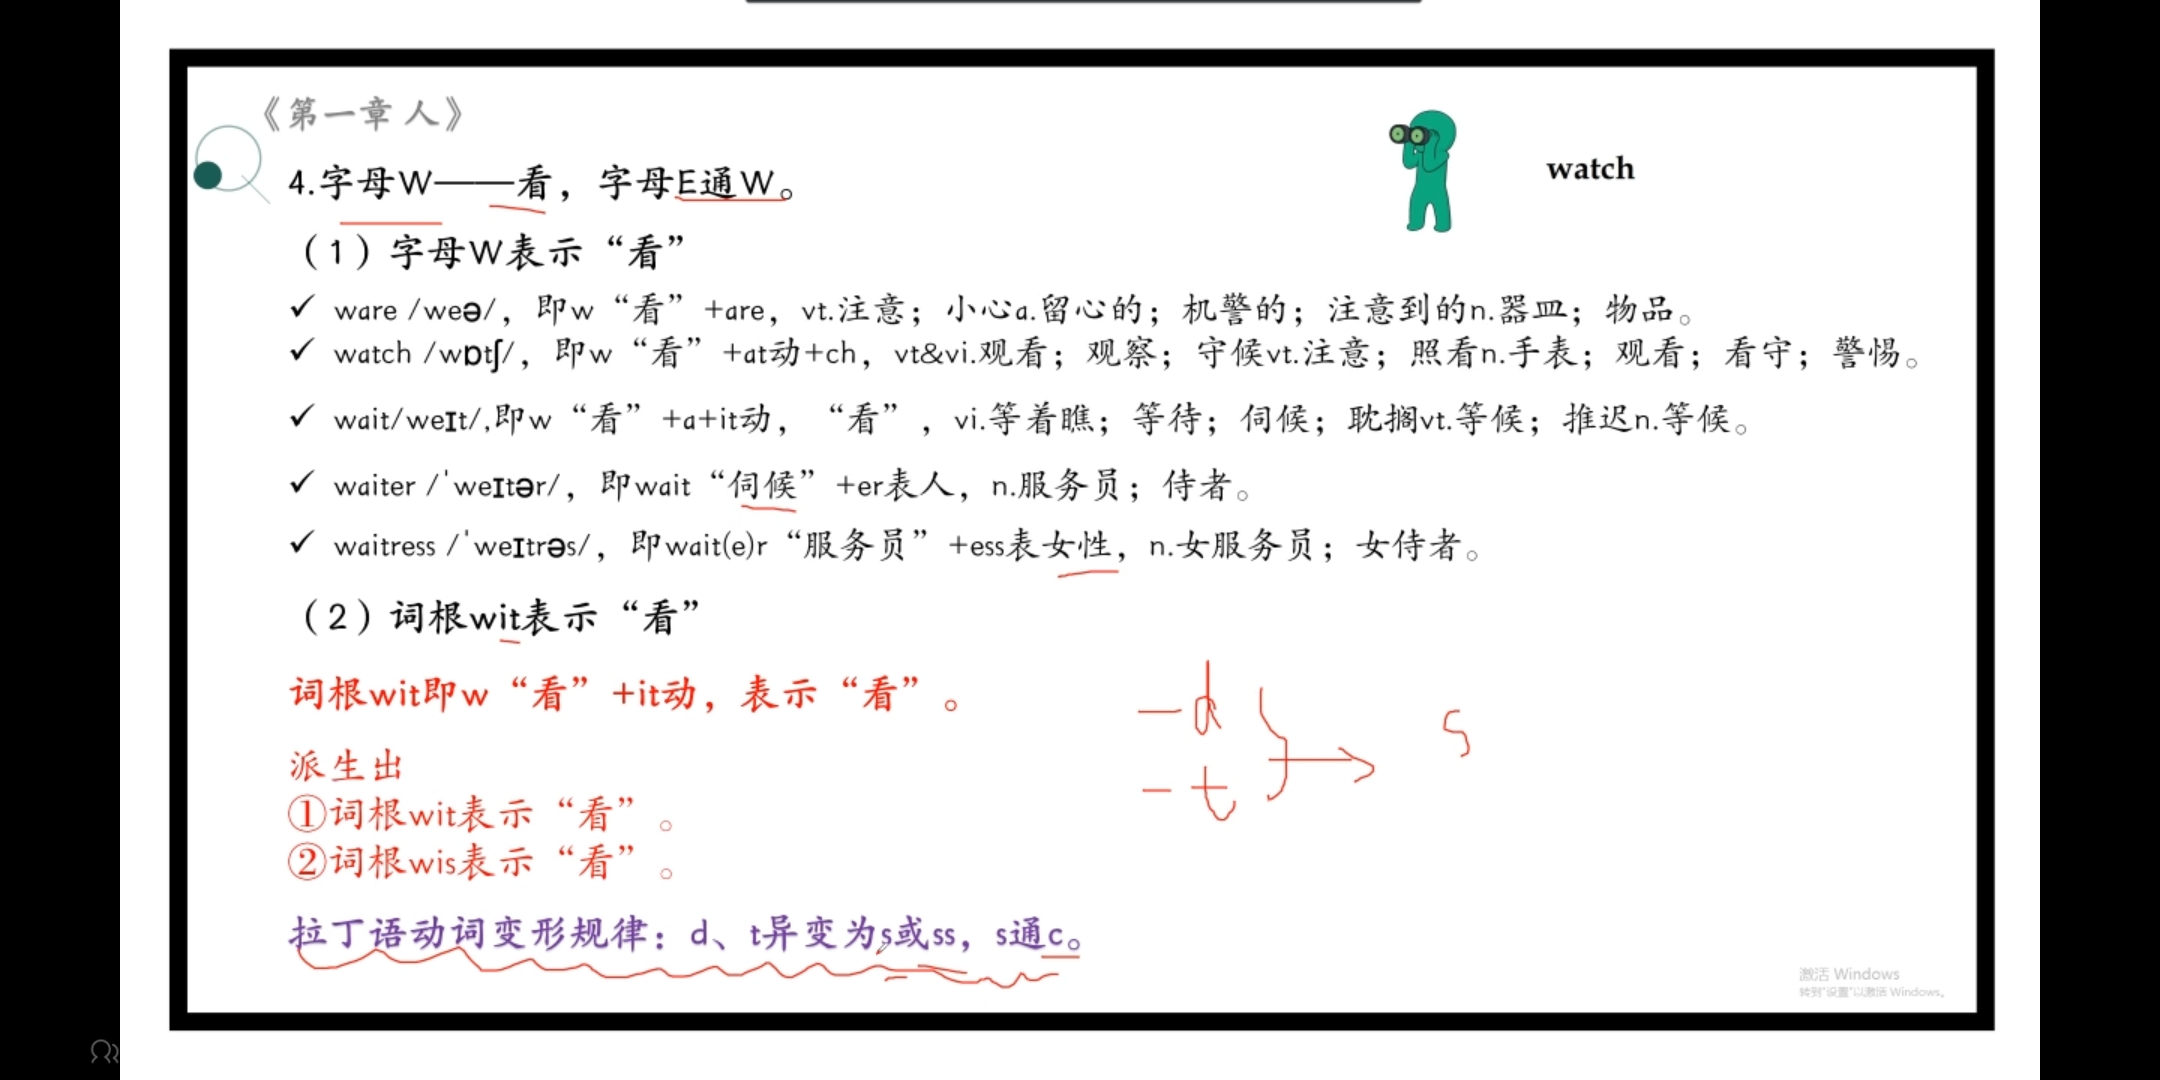 《第一章 人》
4.字母W——看，字母E通W。
watch
（1）字母W表示“看”
✓ ware /weə/，即w“看”+are，vt.注意；小心a.留心的；机警的；注意到的n.器皿；物品。
✓ watch /wɒtʃ/，即w“看”+at动+ch，vt&vi.观看；观察；守候vt.注意；照看n.手表；观看；看守；警惕。
✓ wait/weɪt/,即w“看”+a+it动，“看”，vi.等着瞧；等待；伺候；耽搁vt.等候；推迟n.等候。
✓ waiter /ˈweɪtər/，即wait“伺候”+er表人，n.服务员；侍者。
✓ waitress /ˈweɪtrəs/，即wait(e)r“服务员”+ess表女性，n.女服务员；女侍者。
（2）词根wit表示“看”
词根wit即w“看”+it动，表示“看”。
-d
s
-t
派生出
①词根wit表示“看”。
②词根wis表示“看”。
拉丁语动词变形规律：d、t异变为s或ss，s通c。
激活 Windows
转到“设置”以激活 Windows。